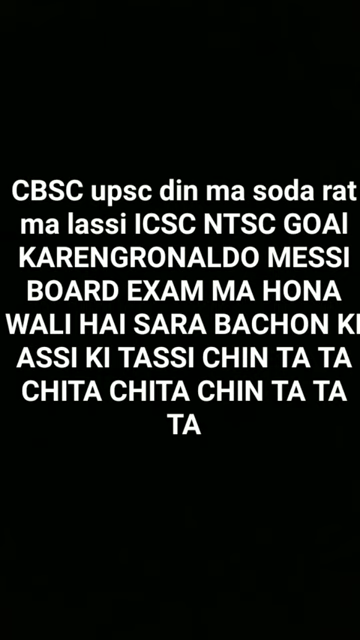 CBSC upsc din ma soda rat
ma lassi ICSC NTSC GOAl
KARENGRONALDO MESSI
BOARD EXAM MA HONA
WALI HAI SARA BACHON KI
ASSI KI TASSI CHIN TA TA
CHITA CHITA CHIN TA TA
TA